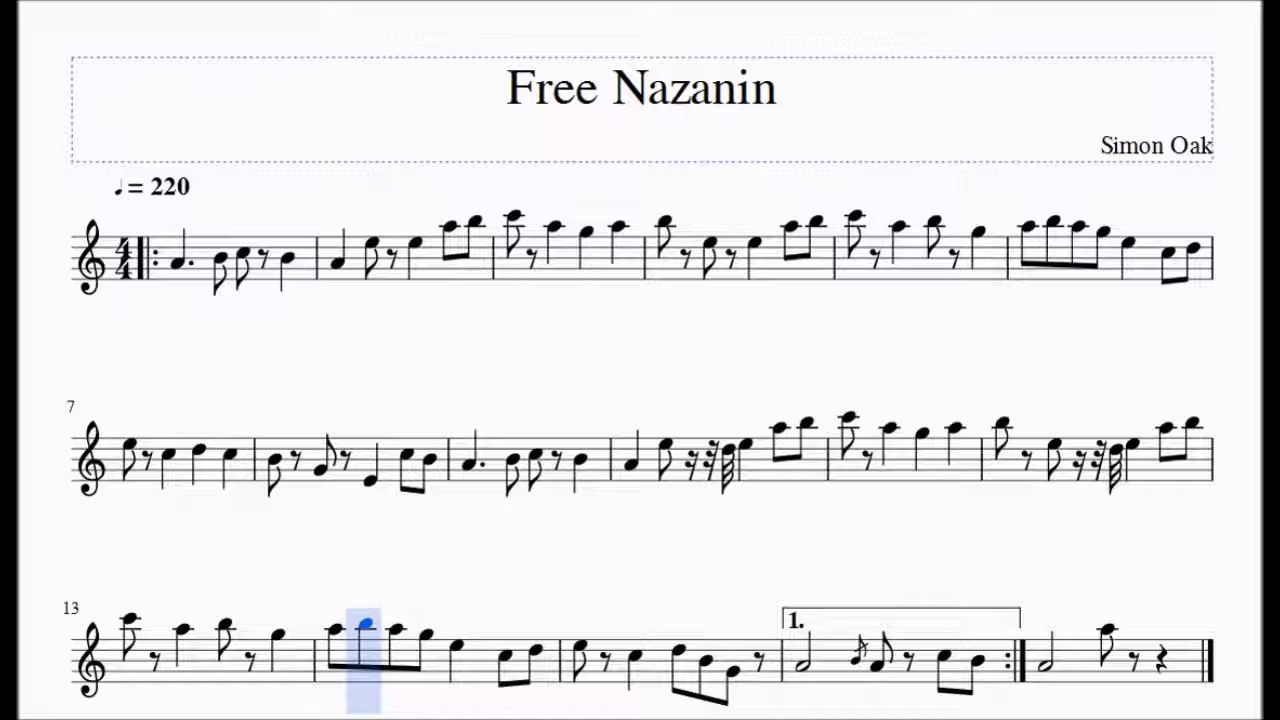 Free Nazanin
Simon Oak
♩ = 220
4
4
7
13
1.